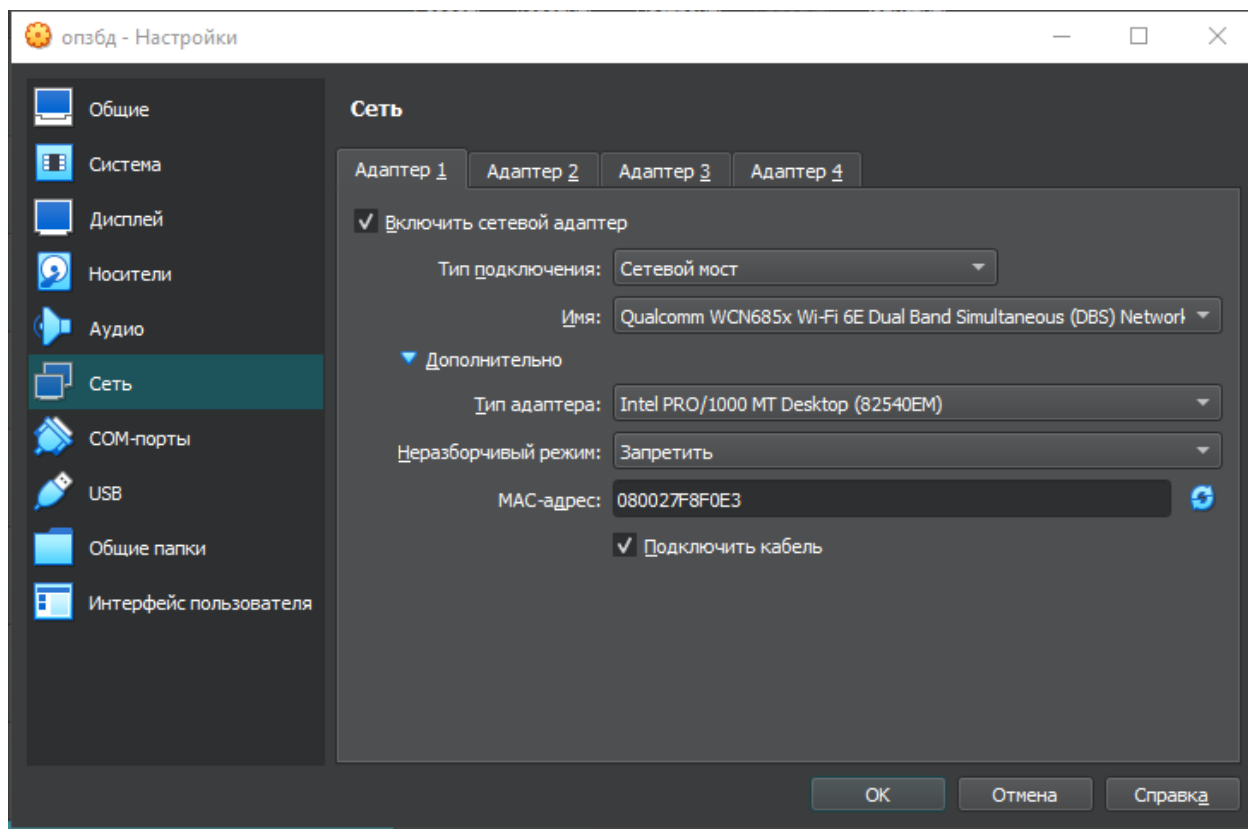 опзбд - Настройки
Общие
Система
Дисплей
Носители
Аудио
Сеть
COM-порты
USB
Общие папки
Интерфейс пользователя
Сеть
Адаптер 1 Адаптер 2 Адаптер 3 Адаптер 4
Включить сетевой адаптер
Тип подключения: Сетевой мост
Имя: Qualcomm WCN685x Wi-Fi 6E Dual Band Simultaneous (DBS) Network
Дополнительно
Тип адаптера: Intel PRO/1000 MT Desktop (82540EM)
Неразборчивый режим: Запретить
MAC-адрес: 080027F8F0E3
Подключить кабель
OK Отмена Справка